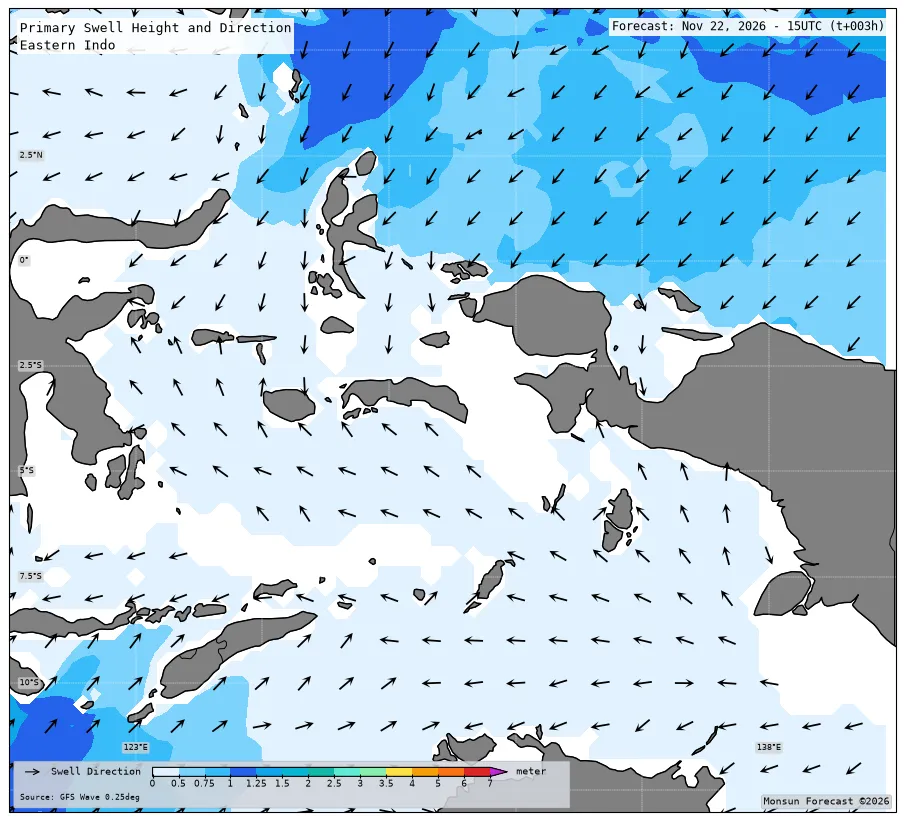 Primary Swell Height and Direction
Eastern Indo
Forecast: Nov 22, 2026 - 15UTC (t+003h)
2.5°N
0°
2.5°S
5°S
7.5°S
10°S
123°E
138°E
Swell Direction
0 0.5 0.75 1 1.25 1.5 2 2.5 3 3.5 4 5 6 7
meter
Source: GFS Wave 0.25deg
Monsun Forecast ©2026